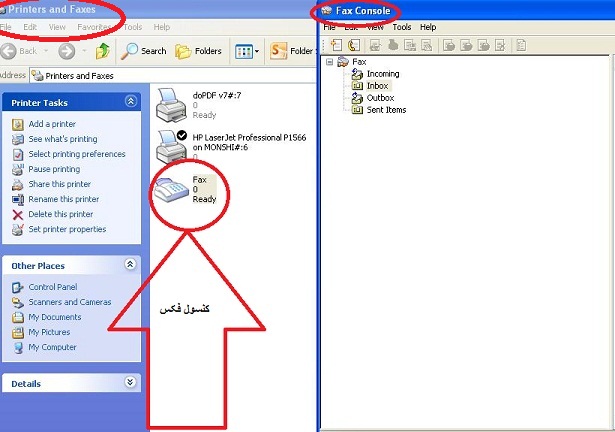 Printers and Faxes
File Edit View Favorites Tools Help
Back Search Folders Folder
Address Printers and Faxes
Printer Tasks
Add a printer
See what's printing
Select printing preferences
Pause printing
Share this printer
Rename this printer
Delete this printer
Set printer properties
Other Places
Control Panel
Scanners and Cameras
My Documents
My Pictures
My Computer
Details
doPDF v7#:7
0
Ready
HP LaserJet Professional P1566
on MONSHI#:6
0
Fax
0
Ready
کنسول فکس
Fax Console
File Edit View Inbox Help
Fax
Incoming
Inbox
Outbox
Sent Items